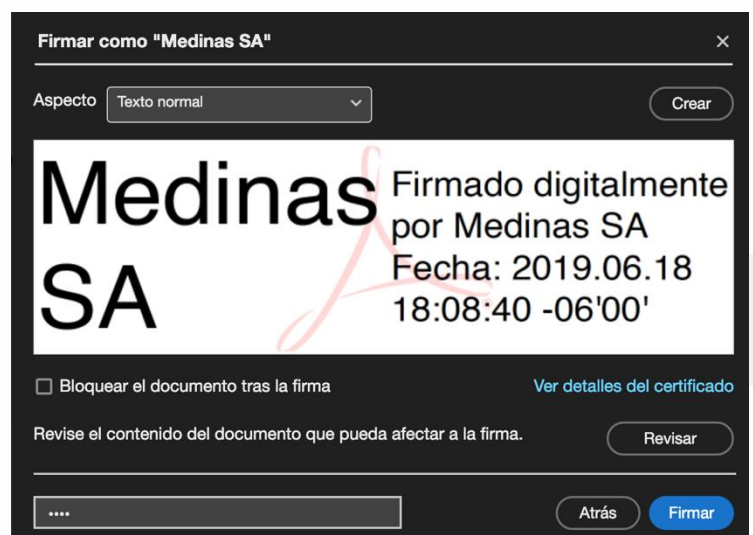 Firmar como "Medinas SA"
Aspecto Texto normal Crear
Medinas
SA
Firmado digitalmente
por Medinas SA
Fecha: 2019.06.18
18:08:40 -06'00'
Bloquear el documento tras la firma Ver detalles del certificado
Revise el contenido del documento que pueda afectar a la firma. Revisar
•••• Atrás Firmar